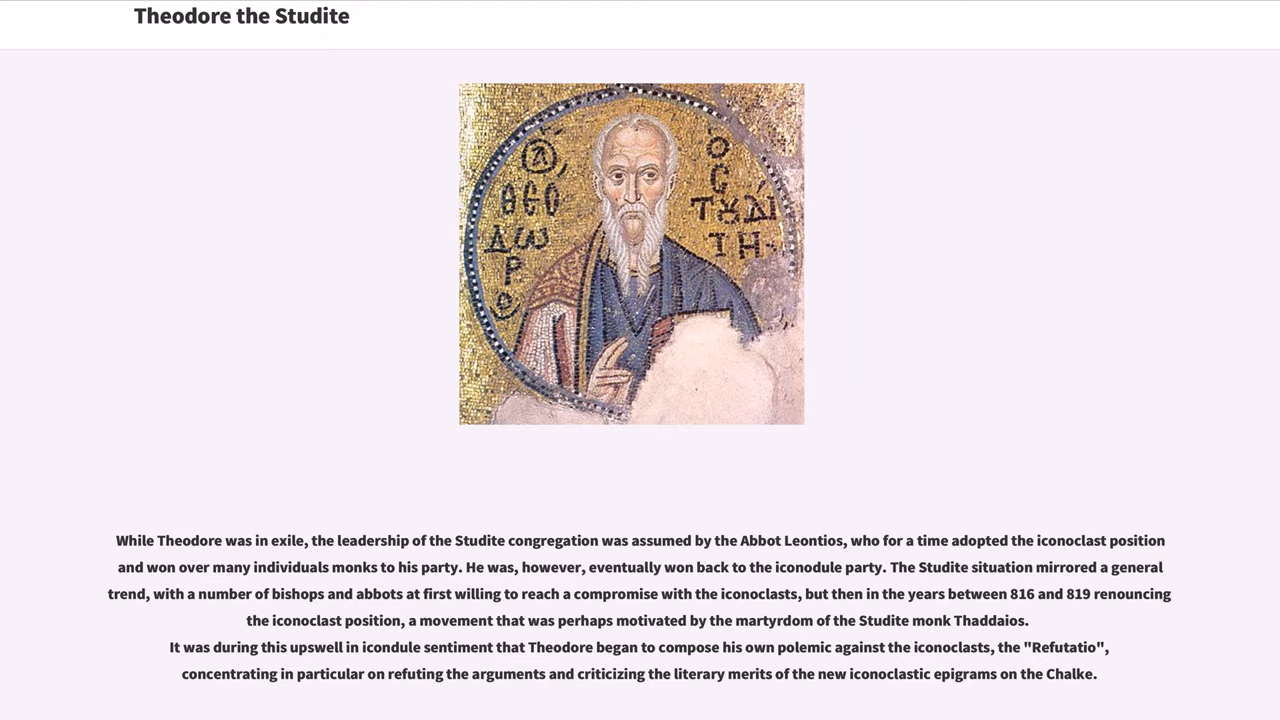 Theodore the Studite
Ⓐ Ο
ΘΕΟ C
ΔΩ ΤȢΔΙ
Ρ ΤΗ·
Ο
While Theodore was in exile, the leadership of the Studite congregation was assumed by the Abbot Leontios, who for a time adopted the iconoclast position
and won over many individuals monks to his party. He was, however, eventually won back to the iconodule party. The Studite situation mirrored a general
trend, with a number of bishops and abbots at first willing to reach a compromise with the iconoclasts, but then in the years between 816 and 819 renouncing
the iconoclast position, a movement that was perhaps motivated by the martyrdom of the Studite monk Thaddaios.
It was during this upswell in icondule sentiment that Theodore began to compose his own polemic against the iconoclasts, the "Refutatio",
concentrating in particular on refuting the arguments and criticizing the literary merits of the new iconoclastic epigrams on the Chalke.